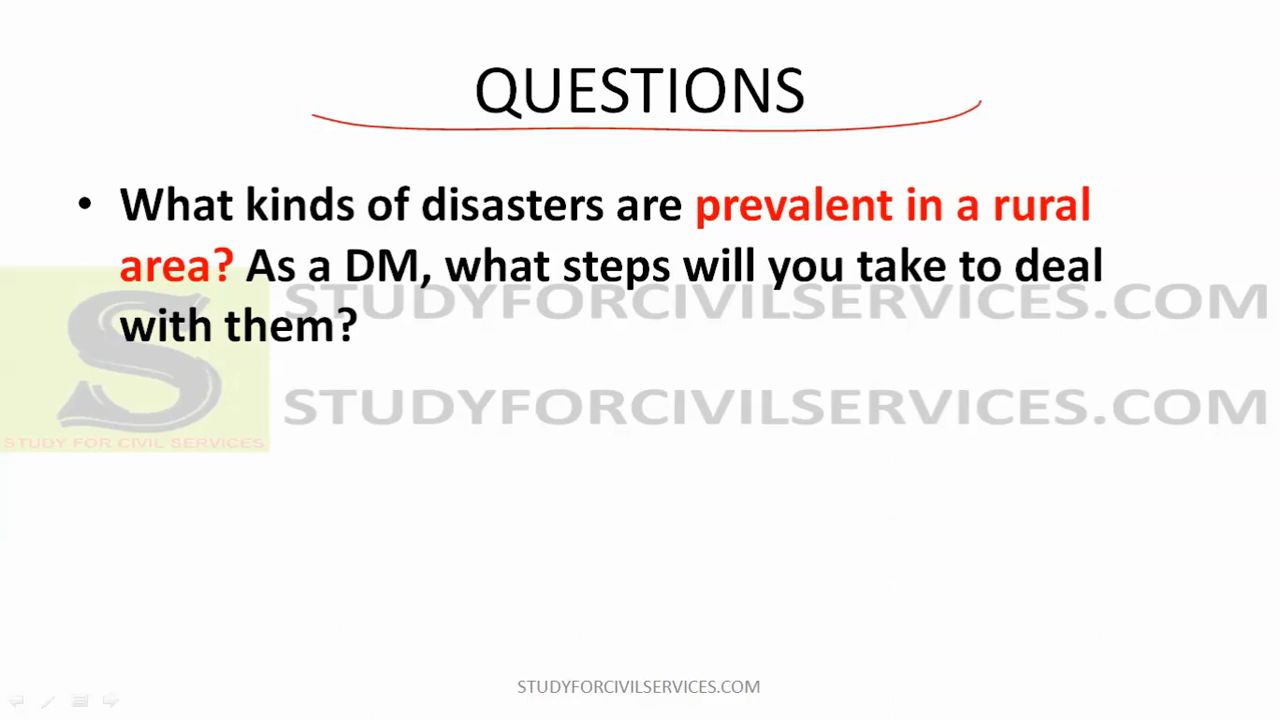 QUESTIONS
• What kinds of disasters are prevalent in a rural
area? As a DM, what steps will you take to deal
STUDYFORCIVILSERVICES.COM
with them?
STUDYFORCIVILSERVICES.COM
S
STUDY FOR CIVIL SERVICES
STUDYFORCIVILSERVICES.COM